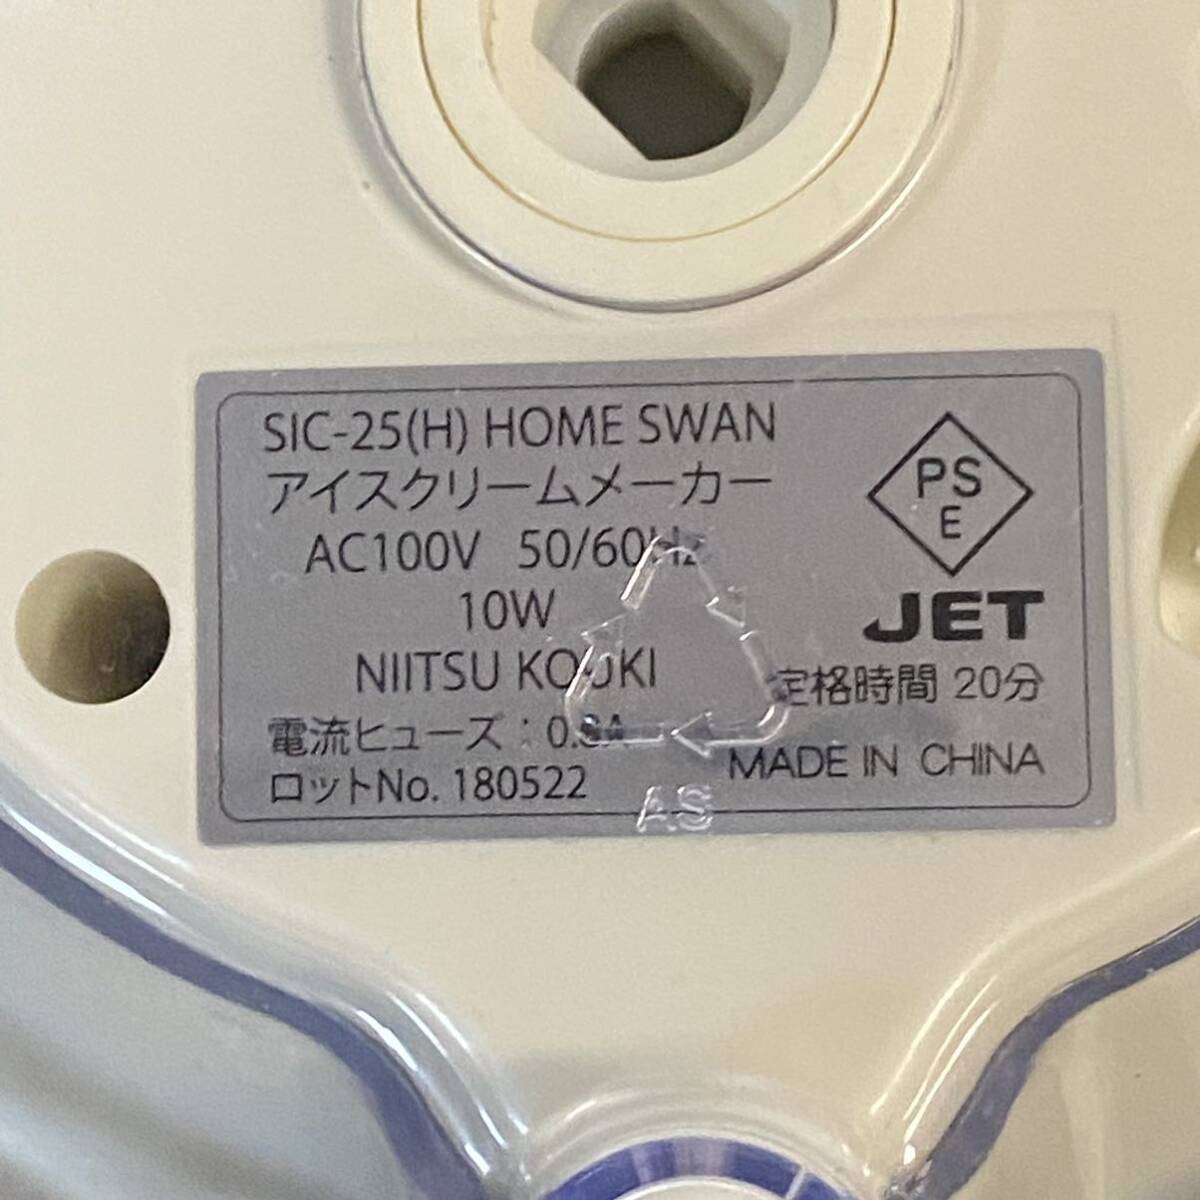 SIC-25(H) HOME SWAN
アイスクリームメーカー
AC100V 50/60Hz
10W
NIITSU KOUKI
電流ヒューズ：
ロットNo. 180522
PS
E
JET
定格時間 20分
MADE IN CHINA
AS